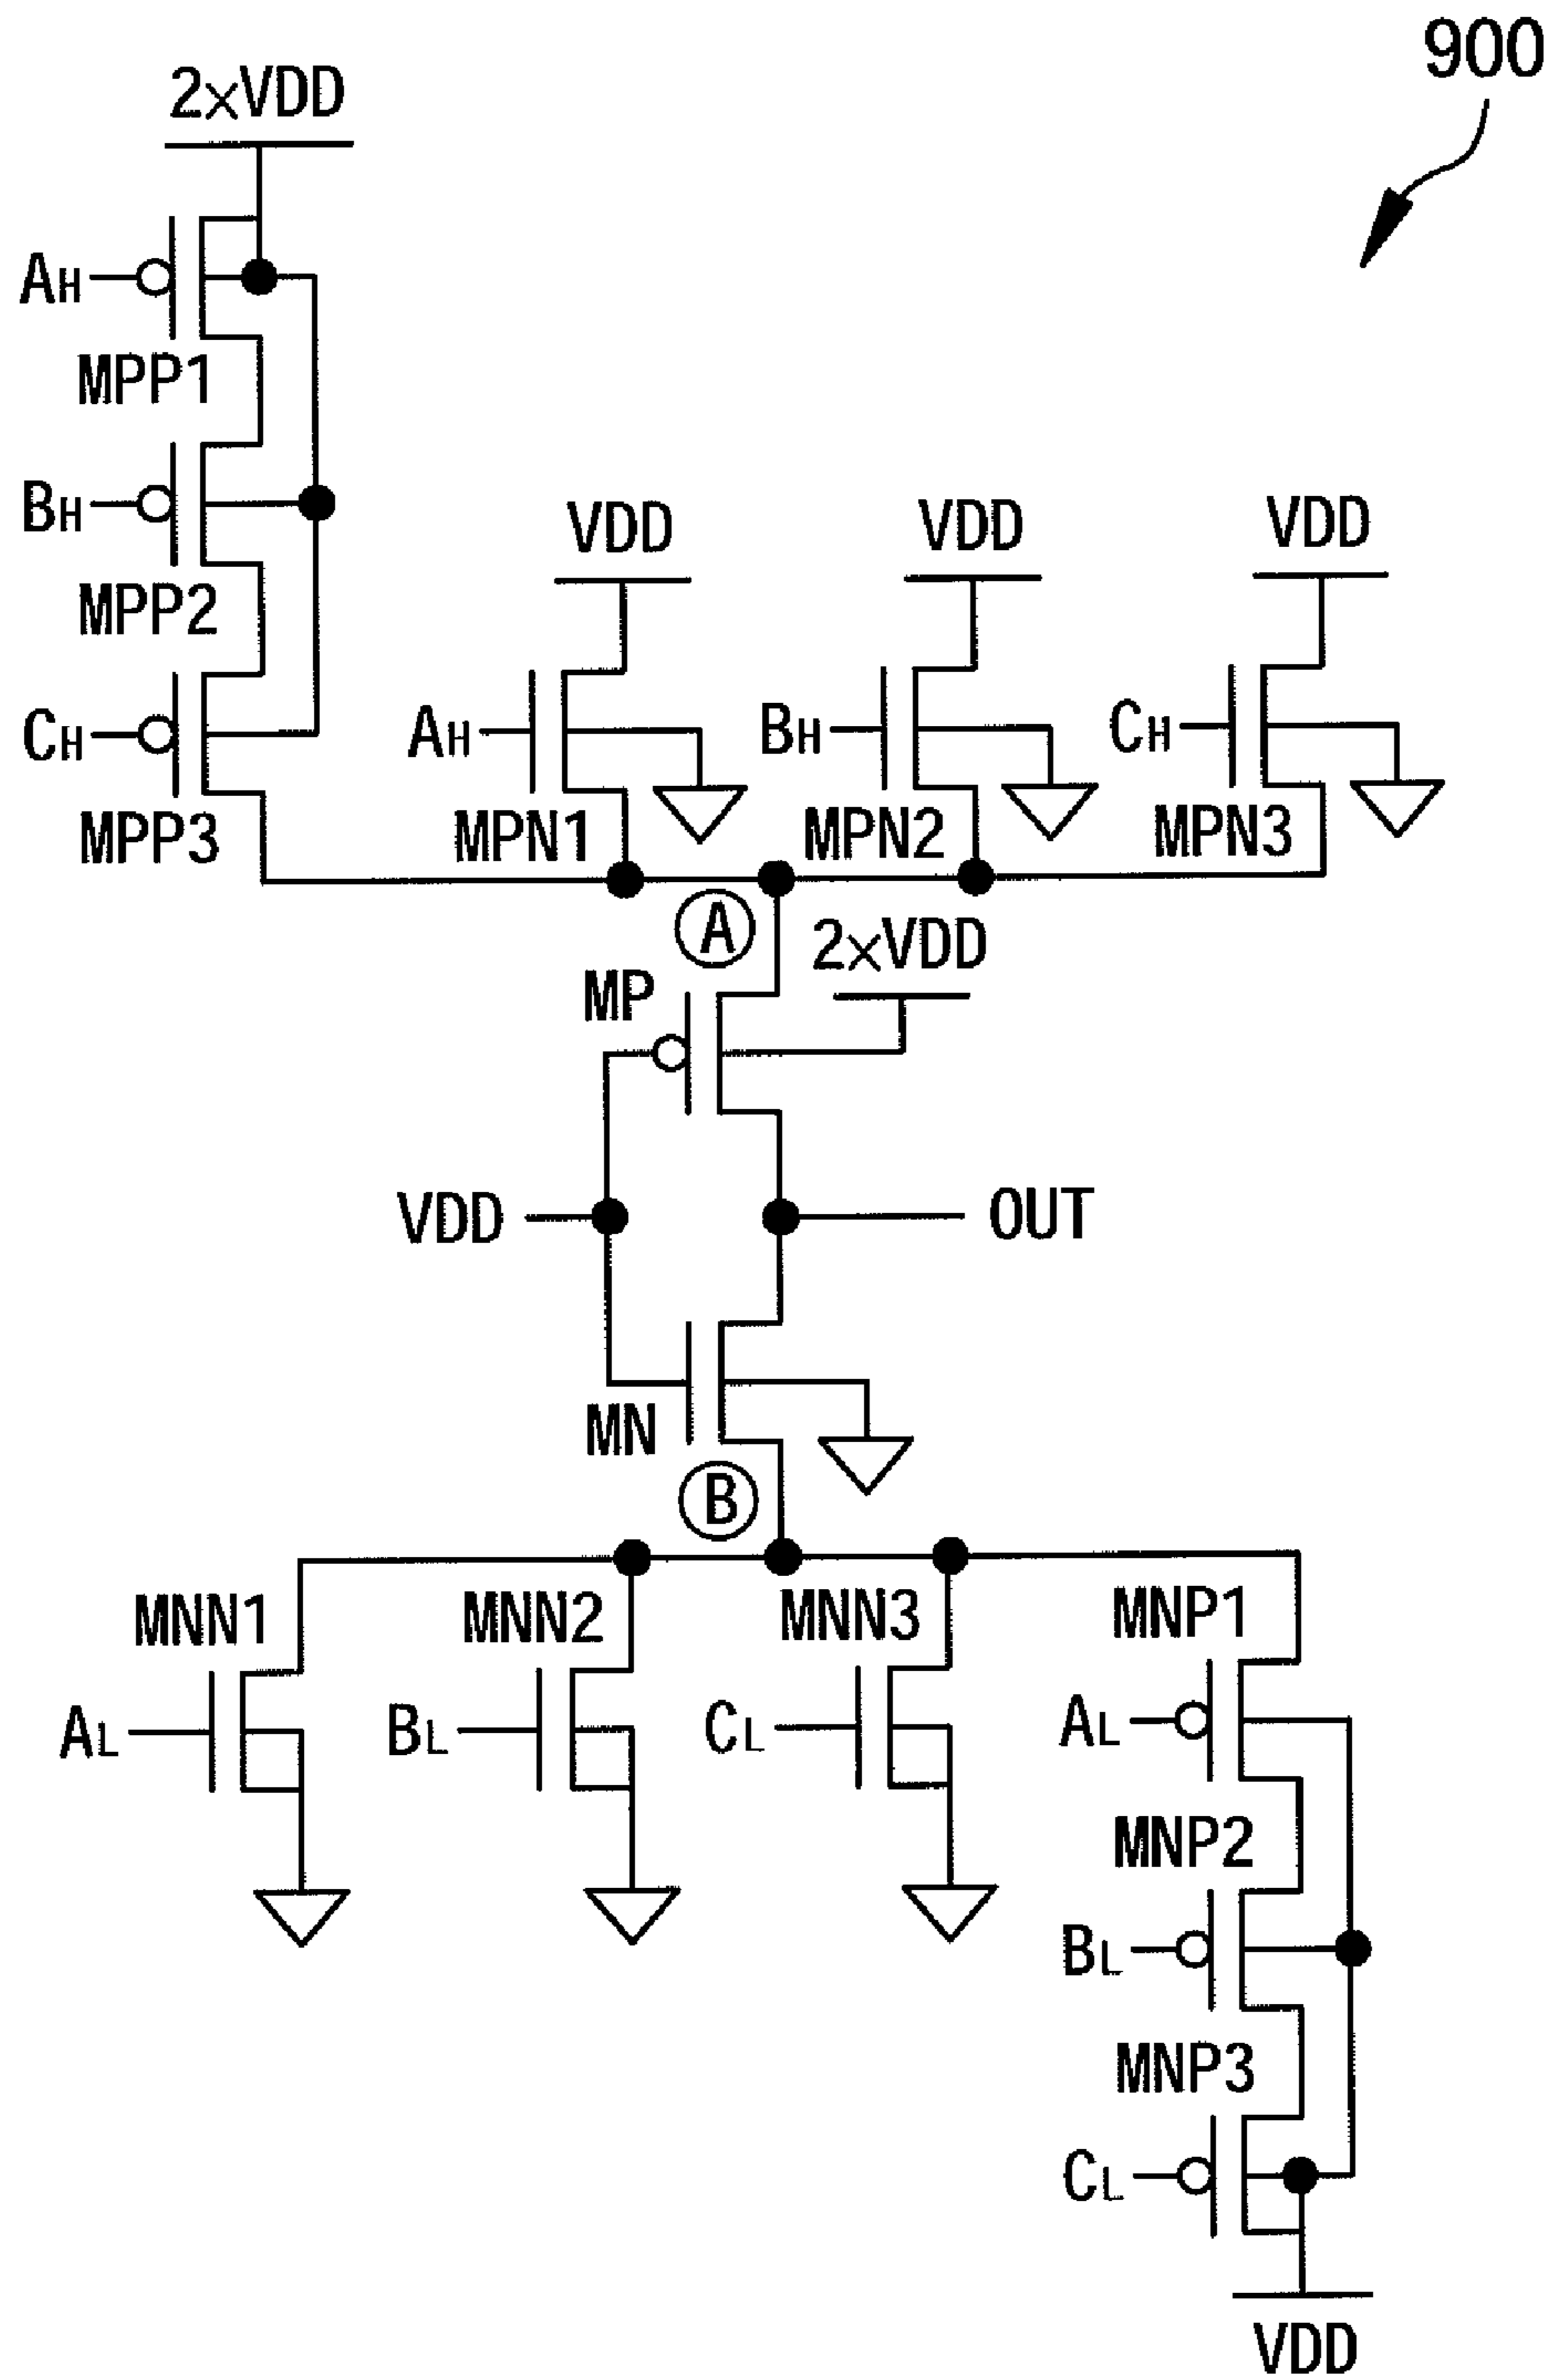 900
2×VDD
AH
MPP1
BH
MPP2
CH
MPP3
VDD
VDD
VDD
AH
BH
CH
MPN1
MPN2
MPN3
A
2×VDD
MP
VDD
OUT
MN
B
MNN1
MNN2
MNN3
MNP1
AL
BL
CL
AL
MNP2
BL
MNP3
CL
VDD